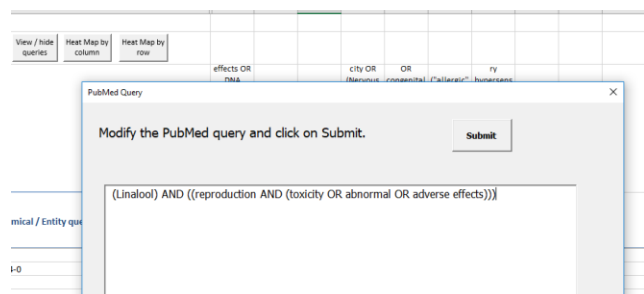 View / hide
queries
Heat Map by
column
Heat Map by
row
effects OR
DNA
city OR
(Nervous
OR
congenital
("allergic"
ry
hypersens
PubMed Query
Modify the PubMed query and click on Submit.
Submit
(Linalool) AND ((reproduction AND (toxicity OR abnormal OR adverse effects)))
mical / Entity que
4-0